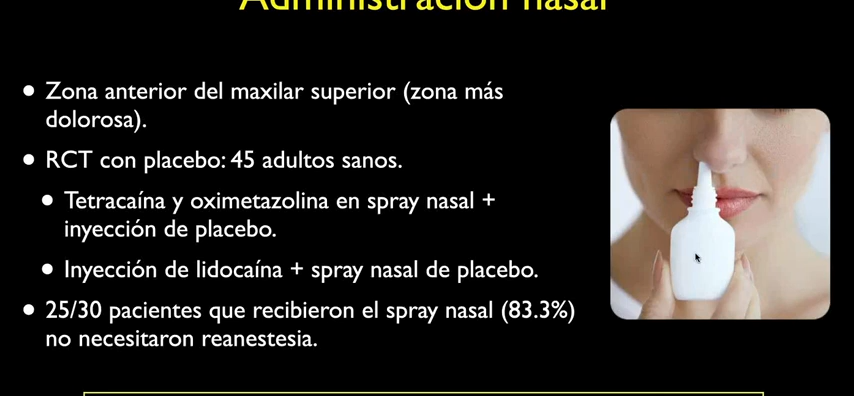 Administración nasal
Zona anterior del maxilar superior (zona más
dolorosa).
RCT con placebo: 45 adultos sanos.
Tetracaína y oximetazolina en spray nasal +
inyección de placebo.
Inyección de lidocaína + spray nasal de placebo.
25/30 pacientes que recibieron el spray nasal (83.3%)
no necesitaron reanestesia.